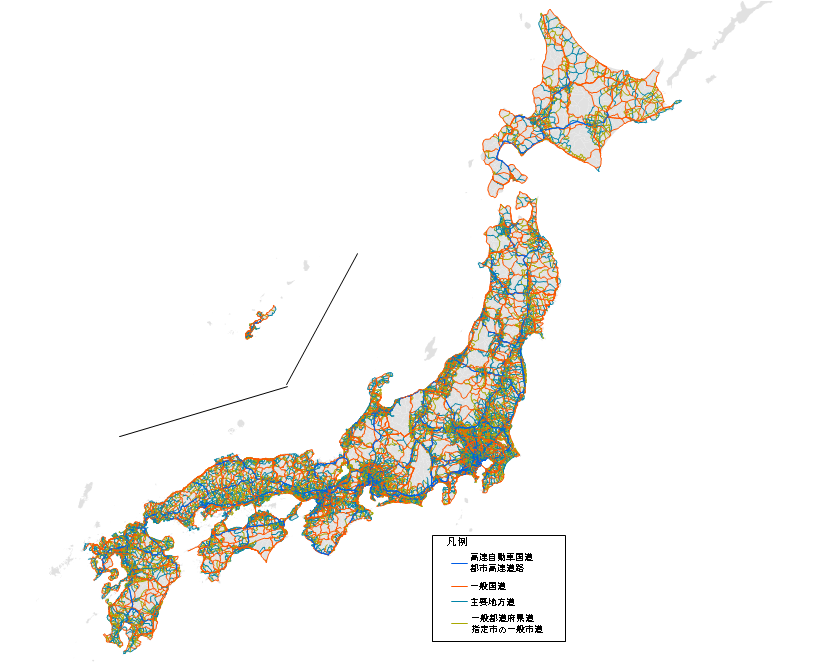 凡例
高速自動車国道
都市高速道路
一般国道
主要地方道
一般都道府県道
指定市の一般市道